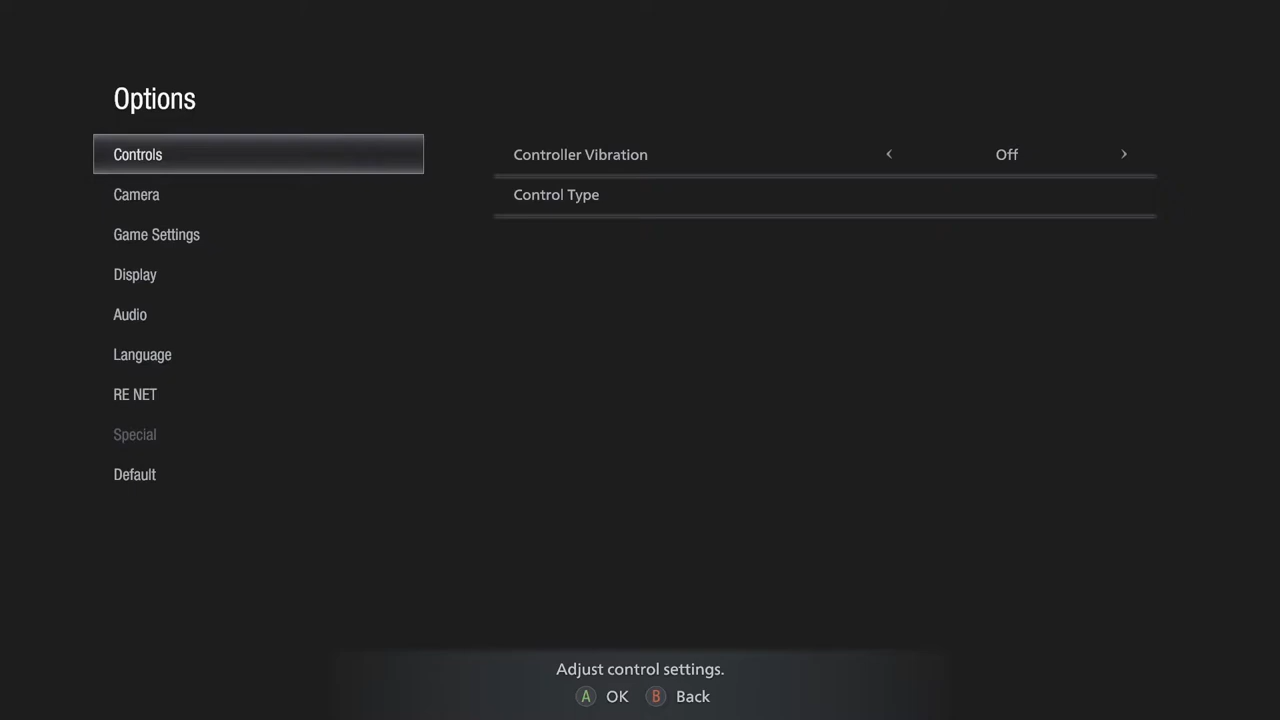 Options
Controls
Controller Vibration < Off >
Camera
Control Type
Game Settings
Display
Audio
Language
RE NET
Special
Default
Adjust control settings.
A OK B Back